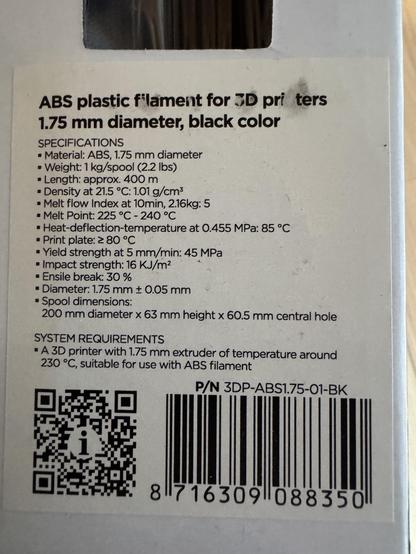 ABS plastic filament for 3D printers
1.75 mm diameter, black color
SPECIFICATIONS
▪ Material: ABS, 1.75 mm diameter
▪ Weight: 1 kg/spool (2.2 lbs)
▪ Length: approx. 400 m
▪ Density at 21.5 °C: 1.01 g/cm³
▪ Melt flow Index at 10min, 2.16kg: 5
▪ Melt Point: 225 °C - 240 °C
▪ Heat-deflection-temperature at 0.455 MPa: 85 °C
▪ Print plate: ≥ 80 °C
▪ Yield strength at 5 mm/min: 45 MPa
▪ Impact strength: 16 KJ/m²
▪ Ensile break: 30 %
▪ Diameter: 1.75 mm ± 0.05 mm
▪ Spool dimensions:
200 mm diameter x 63 mm height x 60.5 mm central hole
SYSTEM REQUIREMENTS
▪ A 3D printer with 1.75 mm extruder of temperature around
230 °C, suitable for use with ABS filament
P/N 3DP-ABS1.75-01-BK
i
8 716309 088350